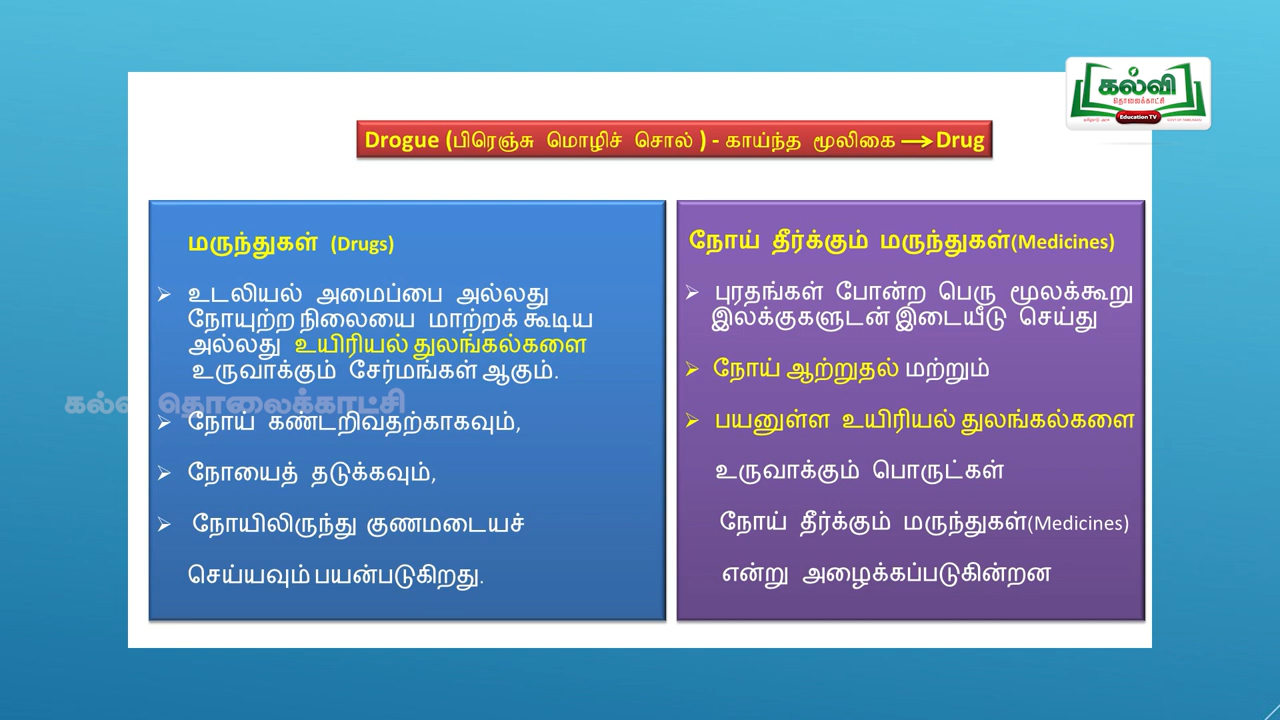 கல்வி
தொலைக்காட்சி
Education TV
Drogue (பிரெஞ்சு மொழிச் சொல் ) - காய்ந்த மூலிகை → Drug
மருந்துகள் (Drugs)
➢ உடலியல் அமைப்பை அல்லது
நோயுற்ற நிலையை மாற்றக் கூடிய
அல்லது உயிரியல் துலங்கல்களை
உருவாக்கும் சேர்மங்கள் ஆகும்.
கல்வி தொலைக்காட்சி
➢ நோய் கண்டறிவதற்காகவும்,
➢ நோயைத் தடுக்கவும்,
➢ நோயிலிருந்து குணமடையச்
செய்யவும் பயன்படுகிறது.
நோய் தீர்க்கும் மருந்துகள்(Medicines)
➢ புரதங்கள் போன்ற பெரு மூலக்கூறு
இலக்குகளுடன் இடையீடு செய்து
➢ நோய் ஆற்றுதல் மற்றும்
➢ பயனுள்ள உயிரியல் துலங்கல்களை
உருவாக்கும் பொருட்கள்
நோய் தீர்க்கும் மருந்துகள்(Medicines)
என்று அழைக்கப்படுகின்றன